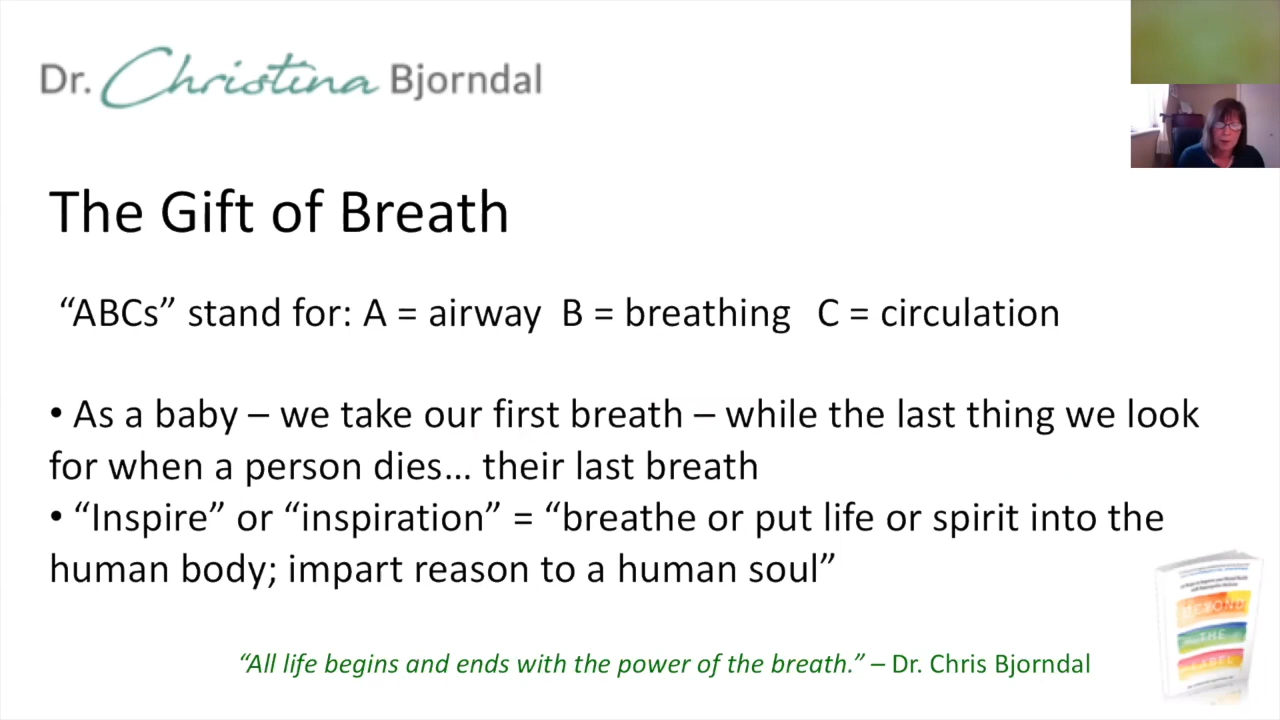 Dr. Christina Bjorndal
The Gift of Breath
“ABCs” stand for: A = airway B = breathing C = circulation
• As a baby – we take our first breath – while the last thing we look
for when a person dies… their last breath
• “Inspire” or “inspiration” = “breathe or put life or spirit into the
human body; impart reason to a human soul”
BEYOND
THE
LABEL
“All life begins and ends with the power of the breath.” – Dr. Chris Bjorndal